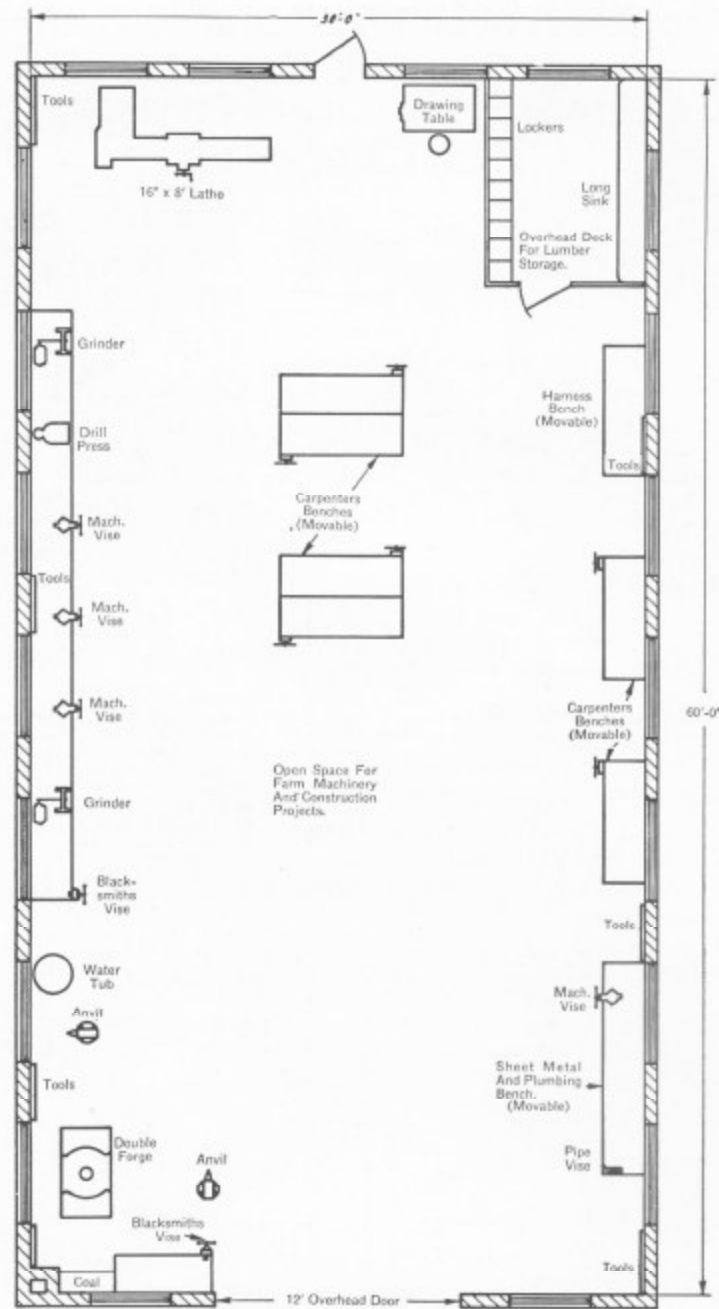 30'-0"
Tools
Drawing
Table
Lockers
Long
Sink
16" x 8' Lathe
Overhead Deck
For Lumber
Storage.
Grinder
Harness
Bench
(Movable)
Drill
Press
Tools
Carpenters
Benches
(Movable)
Mach.
Vise
Tools
Mach.
Vise
Mach.
Vise
Carpenters
Benches
(Movable)
60'-0"
Open Space For
Farm Machinery
And Construction
Projects.
Grinder
Black-
smiths
Vise
Tools
Water
Tub
Mach.
Vise
Anvil
Sheet Metal
And Plumbing
Bench.
(Movable)
Tools
Double
Forge
Anvil
Pipe
Vise
Blacksmiths
Vise
Coal
Tools
12' Overhead Door